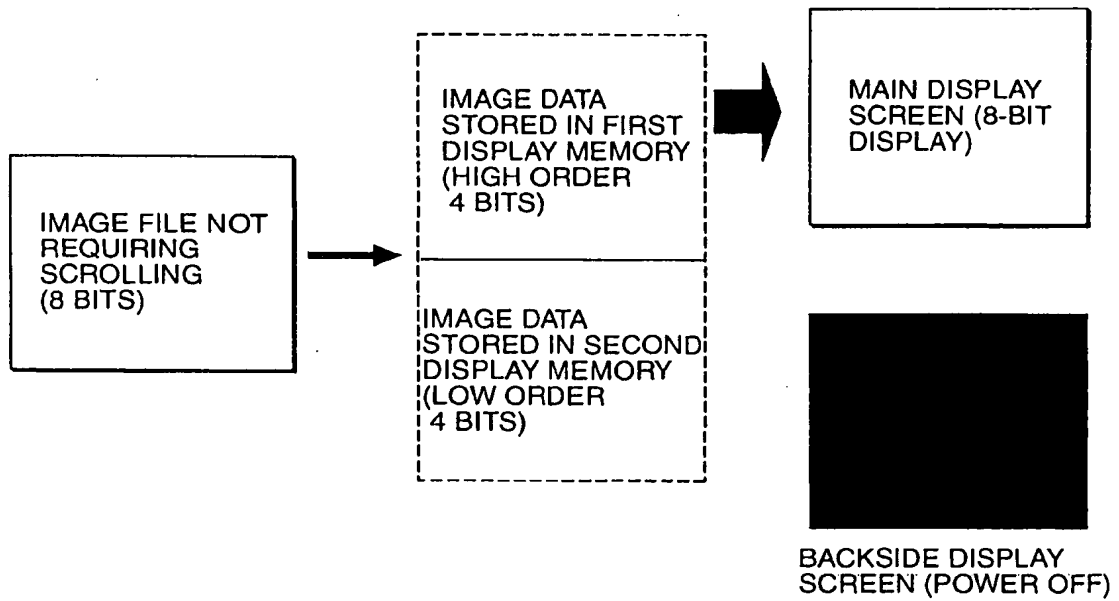 IMAGE FILE NOT
REQUIRING
SCROLLING
(8 BITS)
IMAGE DATA
STORED IN FIRST
DISPLAY MEMORY
(HIGH ORDER
4 BITS)
IMAGE DATA
STORED IN SECOND
DISPLAY MEMORY
(LOW ORDER
4 BITS)
MAIN DISPLAY
SCREEN (8-BIT
DISPLAY)
BACKSIDE DISPLAY
SCREEN (POWER OFF)